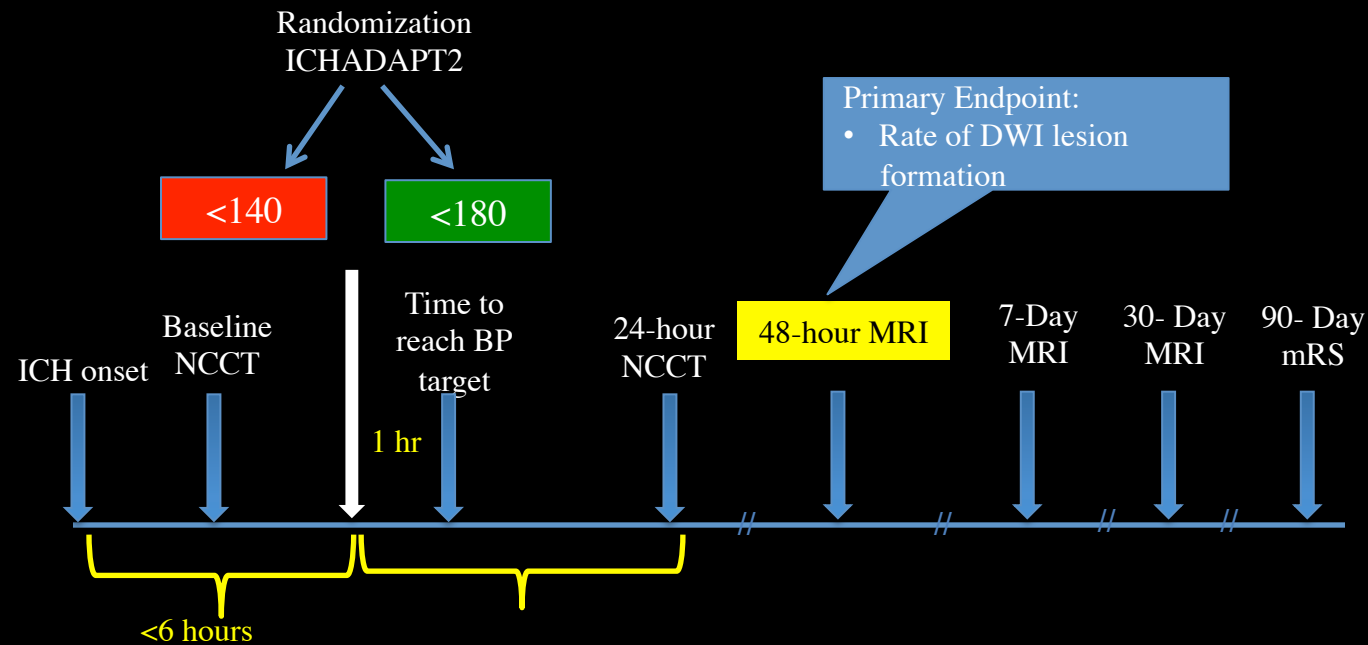 Randomization
ICHADAPT2
Primary Endpoint:
• Rate of DWI lesion
formation
<140
<180
ICH onset
Baseline
NCCT
Time to
reach BP
target
24-hour
NCCT
48-hour MRI
7-Day
MRI
30- Day
MRI
90- Day
mRS
1 hr
//
//
//
//
<6 hours